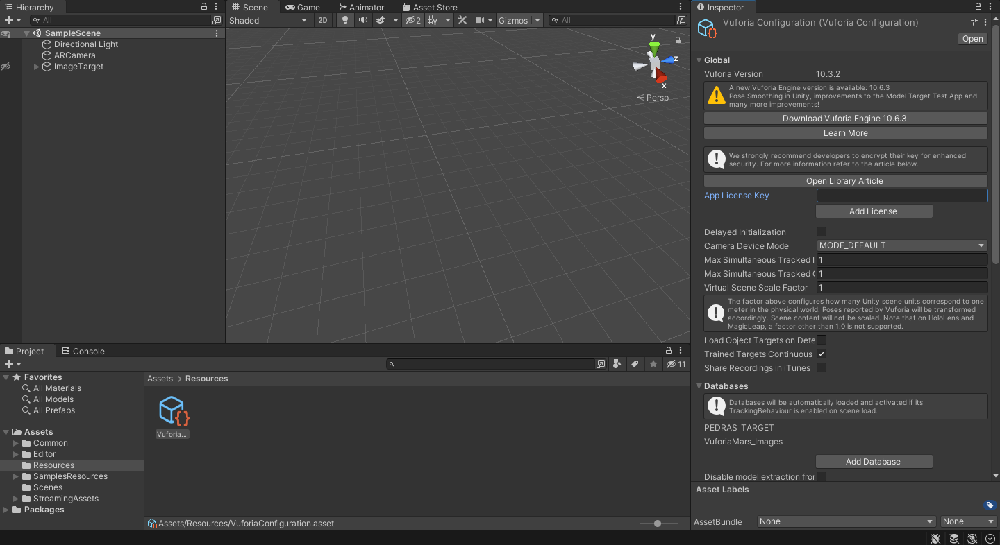 Hierarchy
All
SampleScene
Directional Light
ARCamera
ImageTarget
Scene
Game
Animator
Asset Store
Shaded
2D
2
Gizmos
All
y
z
x
Persp
Inspector
Vuforia Configuration (Vuforia Configuration)
Open
Global
Vuforia Version 10.3.2
A new Vuforia Engine version is available: 10.6.3
Pose Smoothing in Unity, improvements to the Model Target Test App and
many more improvements!
Download Vuforia Engine 10.6.3
Learn More
We strongly recommend developers to encrypt their key for enhanced
security. For more information refer to the article below.
Open Library Article
App License Key
Add License
Delayed Initialization
Camera Device Mode MODE_DEFAULT
Max Simultaneous Tracked I 1
Max Simultaneous Tracked 1
Virtual Scene Scale Factor 1
The factor above configures how many Unity scene units correspond to one
meter in the physical world. Poses reported by Vuforia will be transformed
accordingly. Scene content will not be scaled. Note that on HoloLens and
MagicLeap, a factor other than 1.0 is not supported.
Load Object Targets on Dete
Trained Targets Continuous
Share Recordings in iTunes
Databases
Databases will be automatically loaded and activated if its
TrackingBehaviour is enabled on scene load.
PEDRAS_TARGET
VuforiaMars_Images
Add Database
Disable model extraction fror
Asset Labels
AssetBundle None None
Project
Console
11
Favorites
All Materials
All Models
All Prefabs
Assets
Common
Editor
Resources
SamplesResources
Scenes
StreamingAssets
Packages
Assets > Resources
Vuforia...
Assets/Resources/VuforiaConfiguration.asset